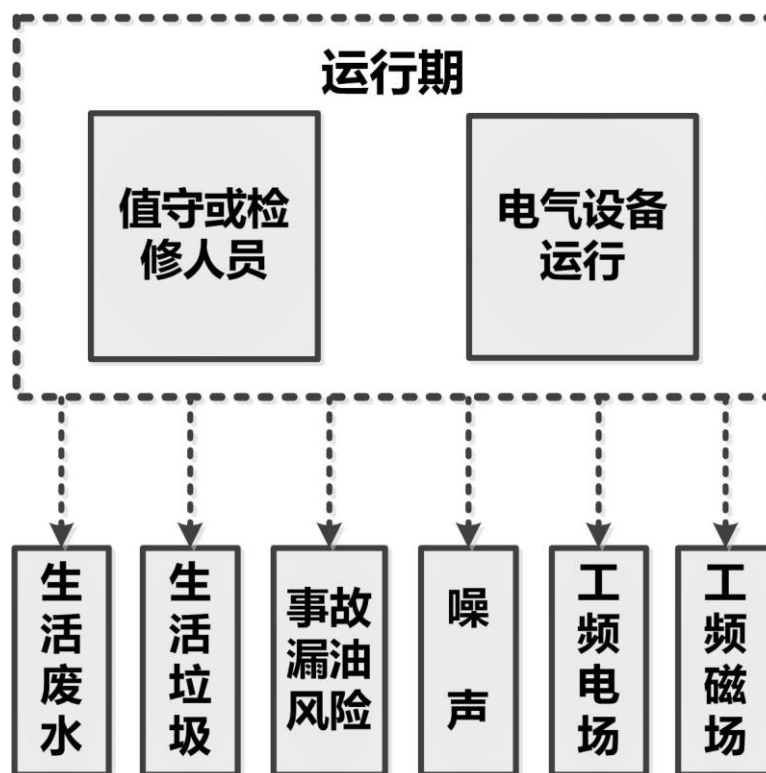 运行期
值守或检
修人员
电气设备
运行
生活废水
生活垃圾
事故
漏油
风险
噪声
工频电场
工频磁场